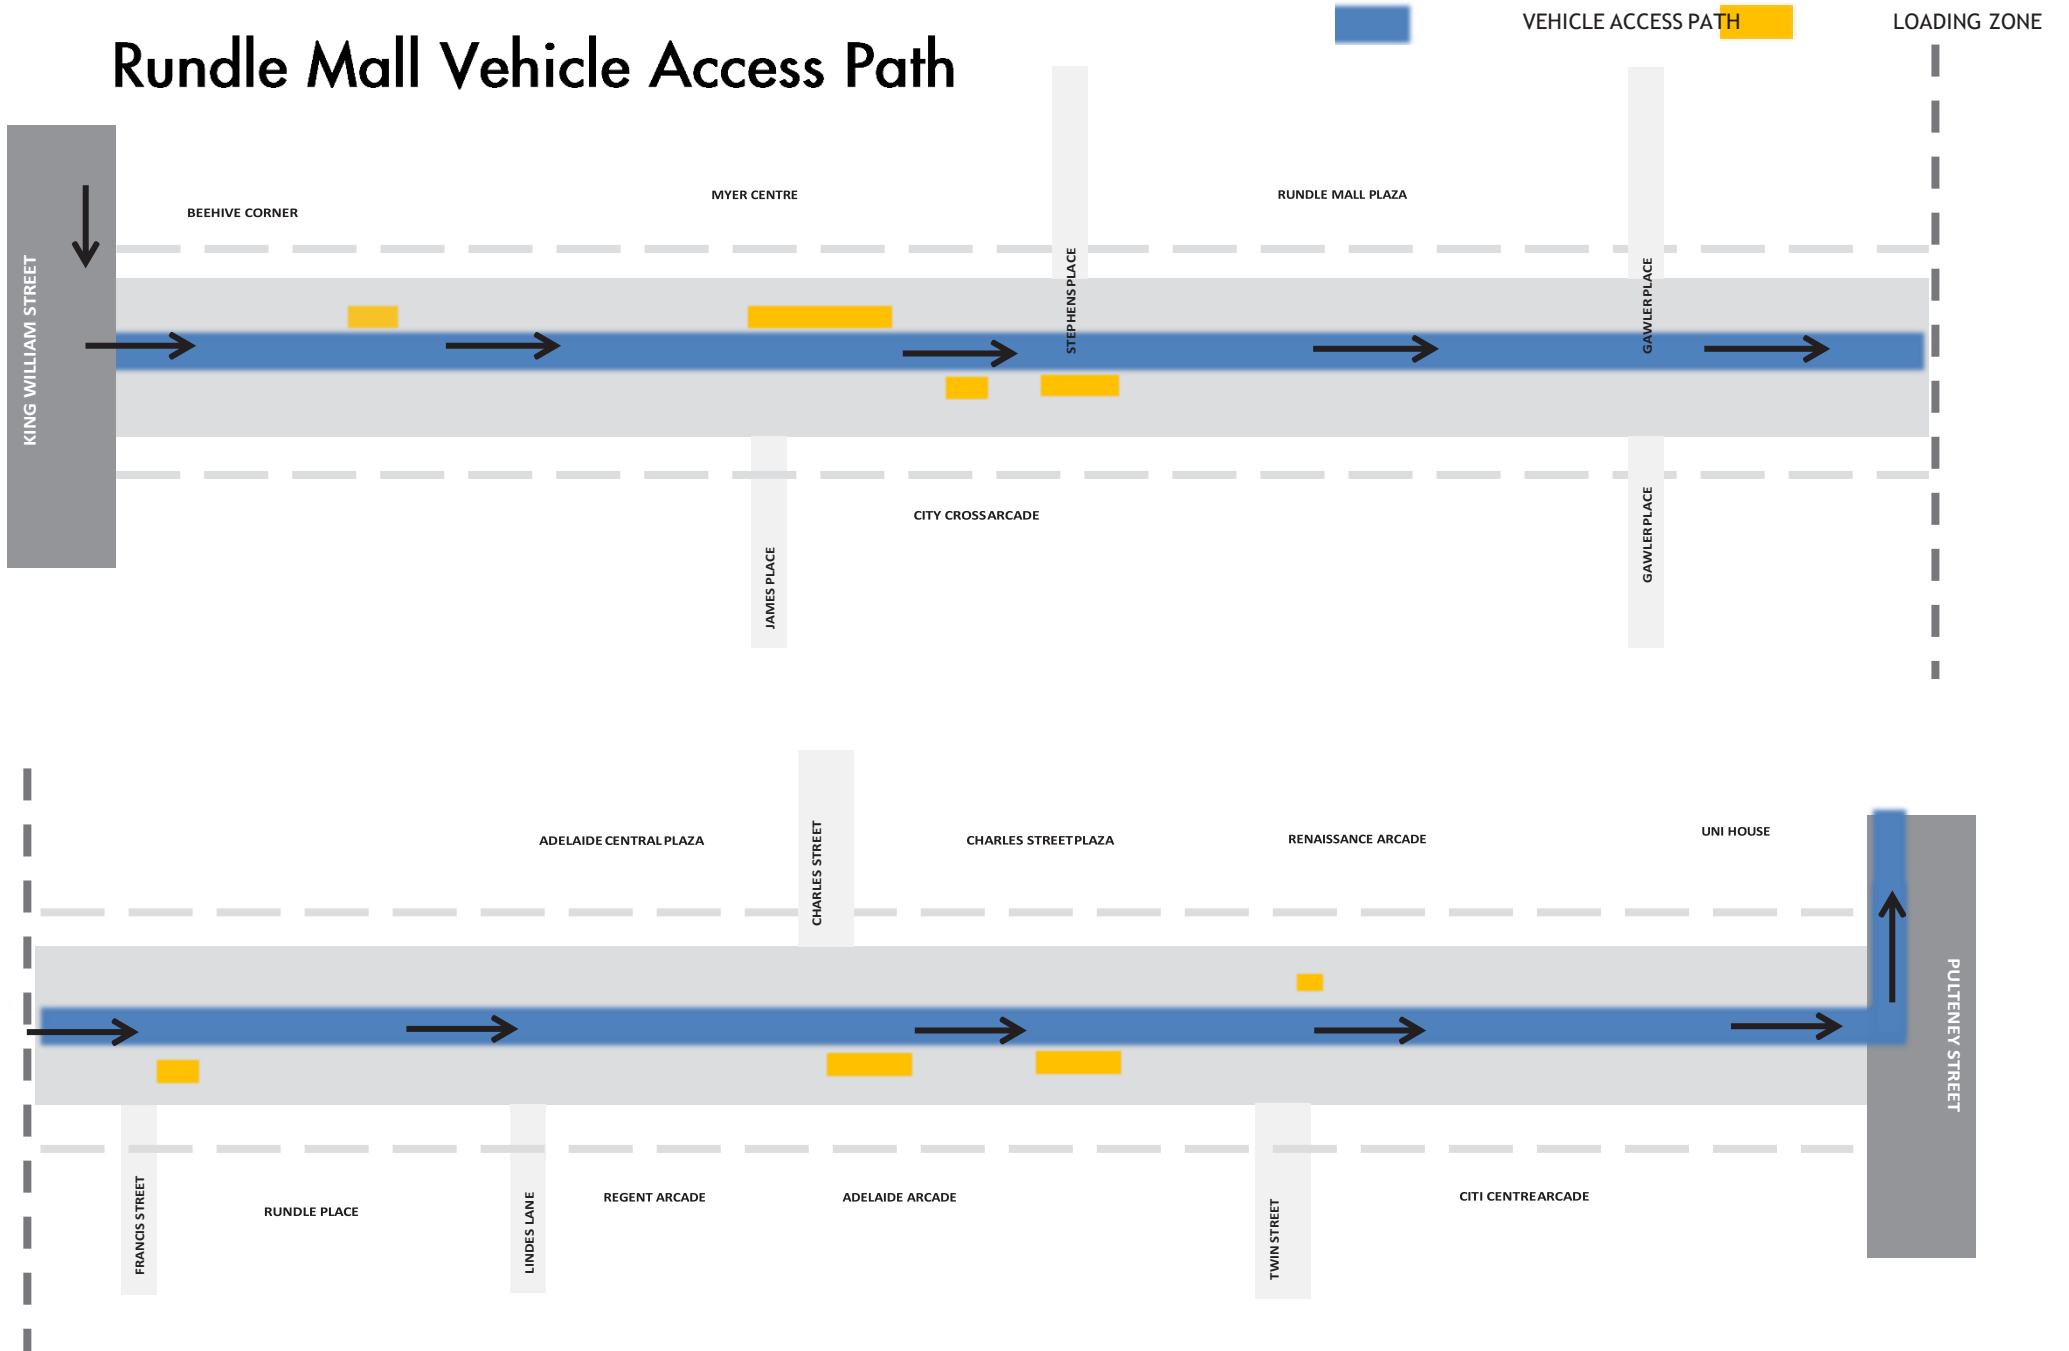 VEHICLE ACCESS PATH
LOADING ZONE
Rundle Mall Vehicle Access Path
BEEHIVE CORNER
MYER CENTRE
RUNDLE MALL PLAZA
KING WILLIAM STREET
STEPHENS PLACE
GAWLER PLACE
JAMES PLACE
CITY CROSS ARCADE
GAWLER PLACE
ADELAIDE CENTRAL PLAZA
CHARLES STREET
CHARLES STREET PLAZA
RENAISSANCE ARCADE
UNI HOUSE
PULTENEY STREET
FRANCIS STREET
RUNDLE PLACE
LINDES LANE
REGENT ARCADE
ADELAIDE ARCADE
TWIN STREET
CITI CENTRE ARCADE